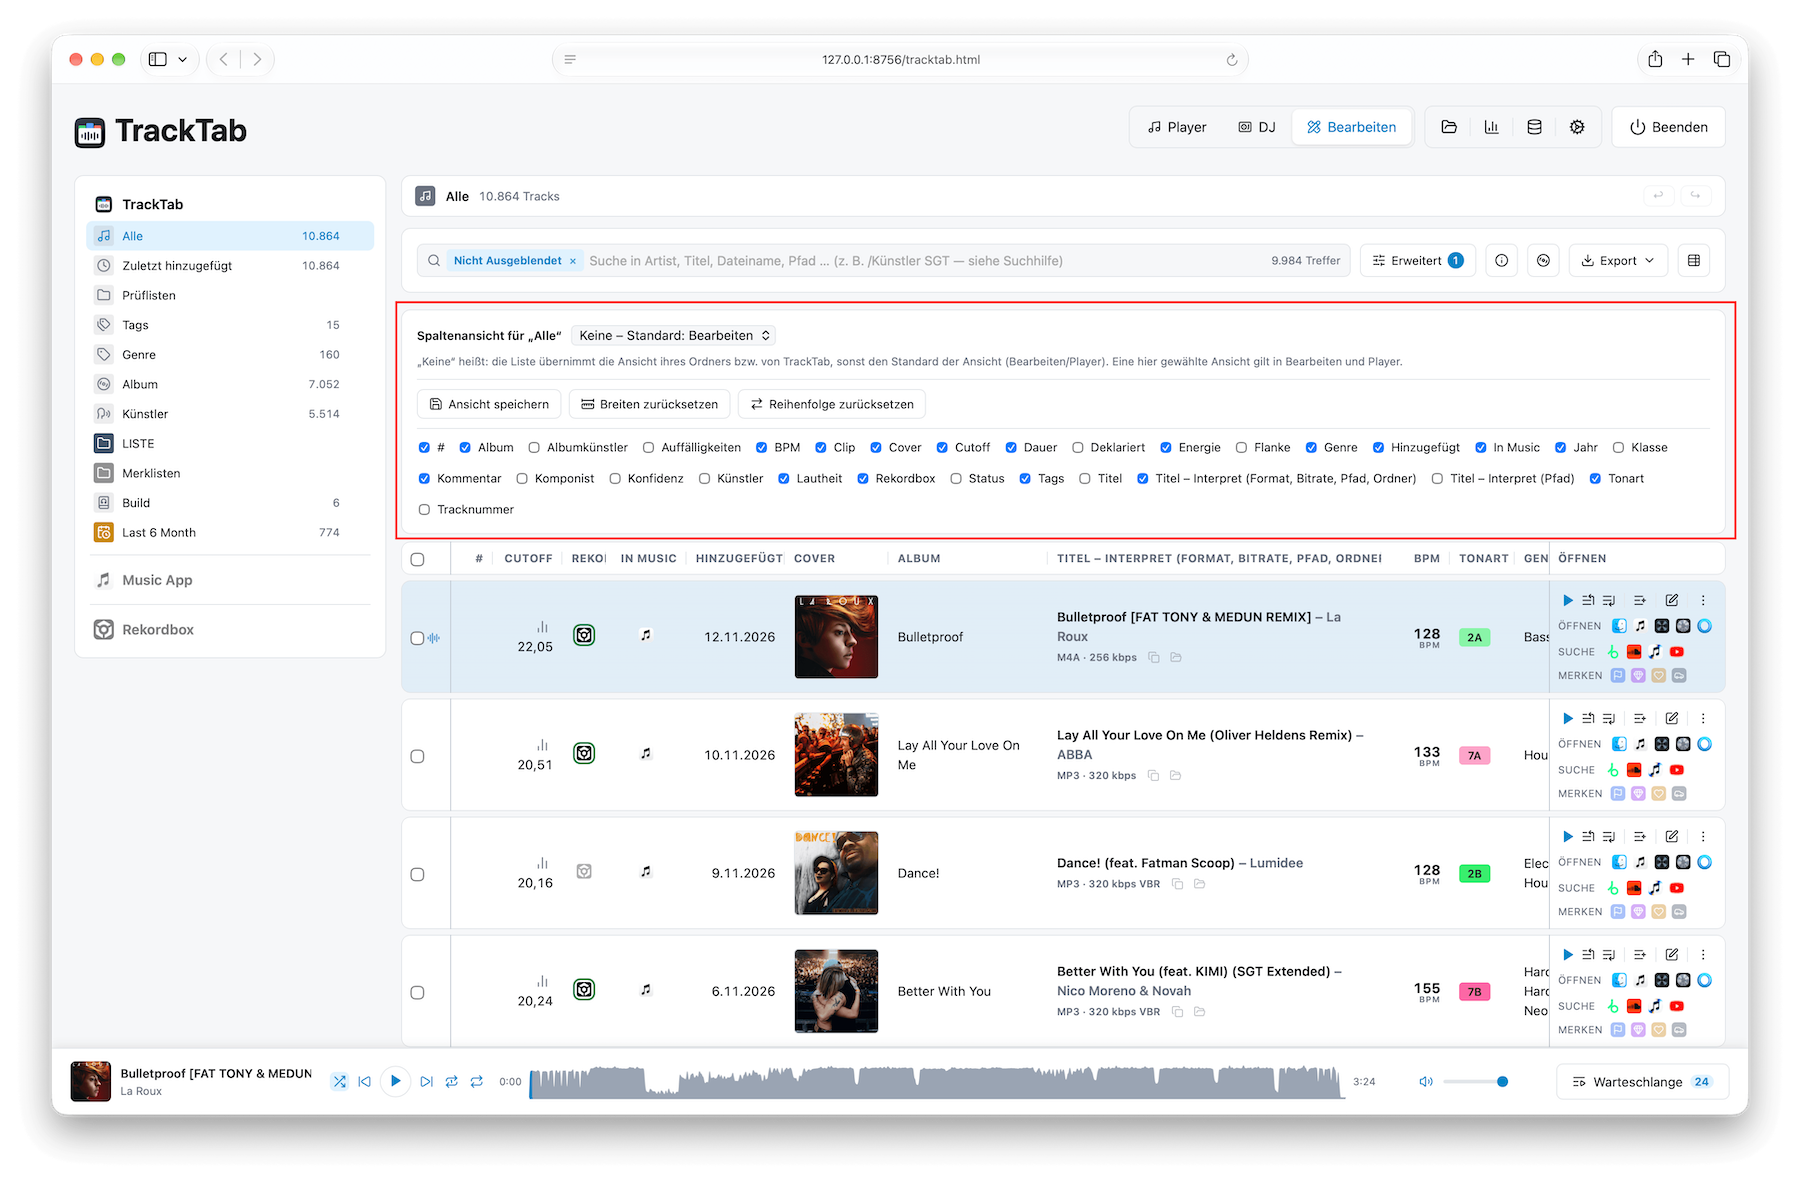 127.0.0.1:8756/tracktab.html
TrackTab
Player
DJ
Bearbeiten
Beenden
TrackTab
Alle 10.864
Zuletzt hinzugefügt 10.864
Prüflisten
Tags 15
Genre 160
Album 7.052
Künstler 5.514
LISTE
Merklisten
Build 6
Last 6 Month 774
Music App
Rekordbox
Alle 10.864 Tracks
Nicht Ausgeblendet × Suche in Artist, Titel, Dateiname, Pfad ... (z. B. /Künstler SGT — siehe Suchhilfe) 9.984 Treffer
Erweitert 1
Export
Spaltenansicht für „Alle“ Keine – Standard: Bearbeiten
„Keine“ heißt: die Liste übernimmt die Ansicht ihres Ordners bzw. von TrackTab, sonst den Standard der Ansicht (Bearbeiten/Player). Eine hier gewählte Ansicht gilt in Bearbeiten und Player.
Ansicht speichern Breiten zurücksetzen Reihenfolge zurücksetzen
# Album Albumkünstler Auffälligkeiten BPM Clip Cover Cutoff Dauer Deklariert Energie Flanke Genre Hinzugefügt In Music Jahr Klasse
Kommentar Komponist Konfidenz Künstler Lautheit Rekordbox Status Tags Titel Titel – Interpret (Format, Bitrate, Pfad, Ordner) Titel – Interpret (Pfad) Tonart
Tracknummer
# CUTOFF REKO IN MUSIC HINZUGEFÜGT COVER ALBUM TITEL – INTERPRET (FORMAT, BITRATE, PFAD, ORDNE BPM TONART GEN ÖFFNEN
LA ROUX
22,05
12.11.2026
Bulletproof
Bulletproof [FAT TONY & MEDUN REMIX] – La
Roux
M4A · 256 kbps
128
BPM
2A
Bass
ÖFFNEN
SUCHE
MERKEN
20,51
10.11.2026
Lay All Your Love On
Me
Lay All Your Love On Me (Oliver Heldens Remix) –
ABBA
MP3 · 320 kbps
133
BPM
7A
Hou
ÖFFNEN
SUCHE
MERKEN
20,16
9.11.2026
DANCE!
Dance!
Dance! (feat. Fatman Scoop) – Lumidee
MP3 · 320 kbps VBR
128
BPM
2B
Elec
Hou
ÖFFNEN
SUCHE
MERKEN
20,24
6.11.2026
Better With You
Better With You (feat. KIMI) (SGT Extended) –
Nico Moreno & Novah
MP3 · 320 kbps VBR
155
BPM
7B
Hard
Hard
Neo
ÖFFNEN
SUCHE
MERKEN
Bulletproof [FAT TONY & MEDUN
La Roux
0:00
3:24
Warteschlange 24